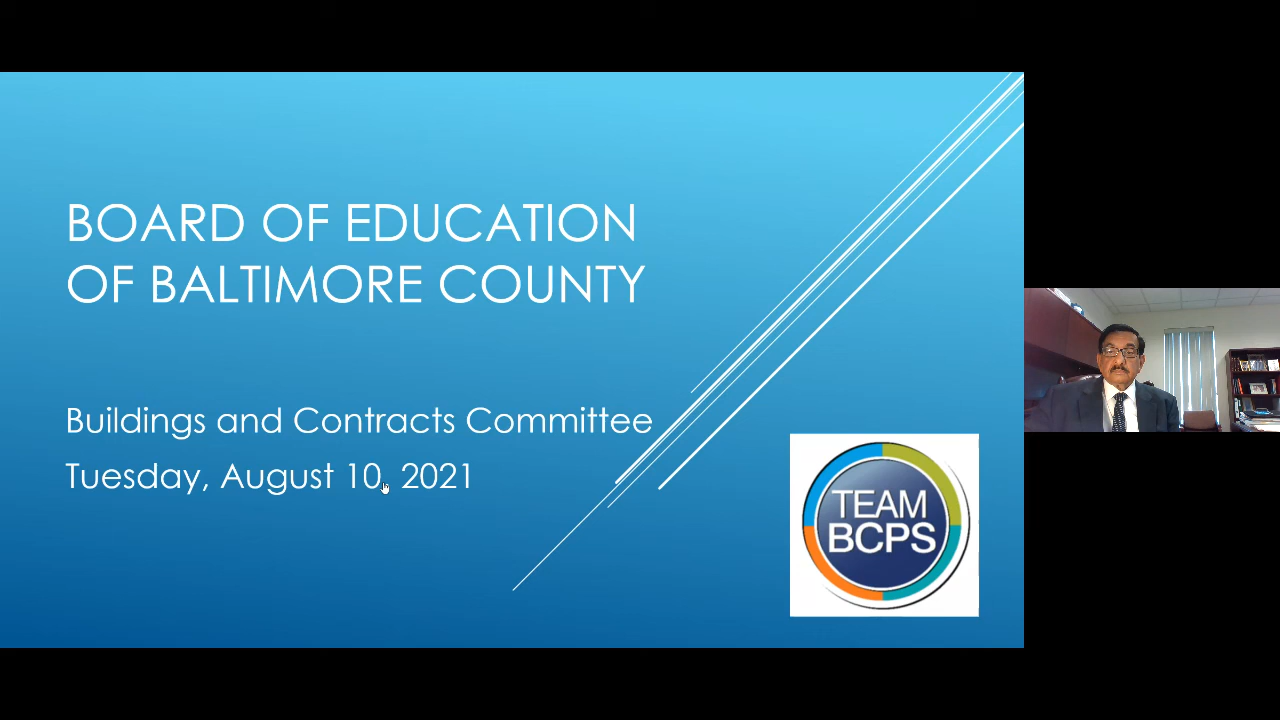 BOARD OF EDUCATION
OF BALTIMORE COUNTY
Buildings and Contracts Committee
Tuesday, August 10, 2021
TEAM
BCPS